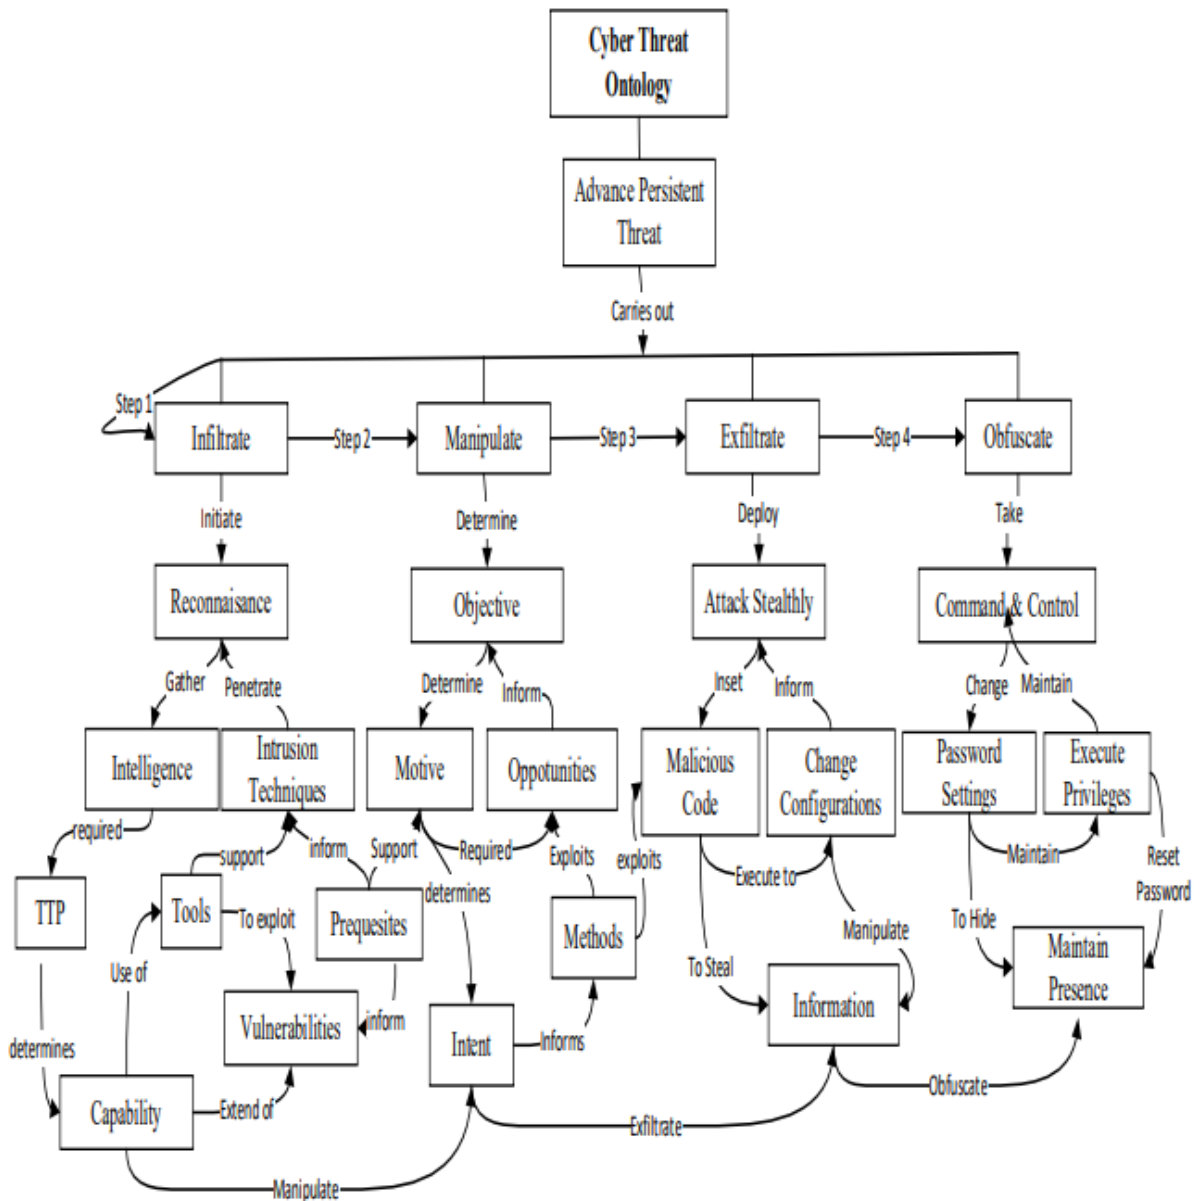 Cyber Threat
Ontology
Advance Persistent
Threat
Carries out
Step 1
Infiltrate
Step 2
Manipulate
Step 3
Exfiltrate
Step 4
Obfuscate
Initiate
Determine
Deploy
Take
Reconnaisance
Objective
Attack Stealthly
Command & Control
Gather
Penetrate
Determine
Inform
Inset
Inform
Change
Maintain
Intelligence
Intrusion
Techniques
Motive
Oppotunities
Malicious
Code
Change
Configurations
Password
Settings
Execute
Privileges
required
support
inform
Support
Required
Exploits
exploits
Execute to
Maintain
Reset
Password
determines
TTP
Tools
To exploit
Prequesites
Methods
Manipulate
To Hide
Maintain
Presence
Use of
To Steal
Information
Vulnerabilities
inform
Intent
Informs
determines
Capability
Extend of
Obfuscate
Exfiltrate
Manipulate